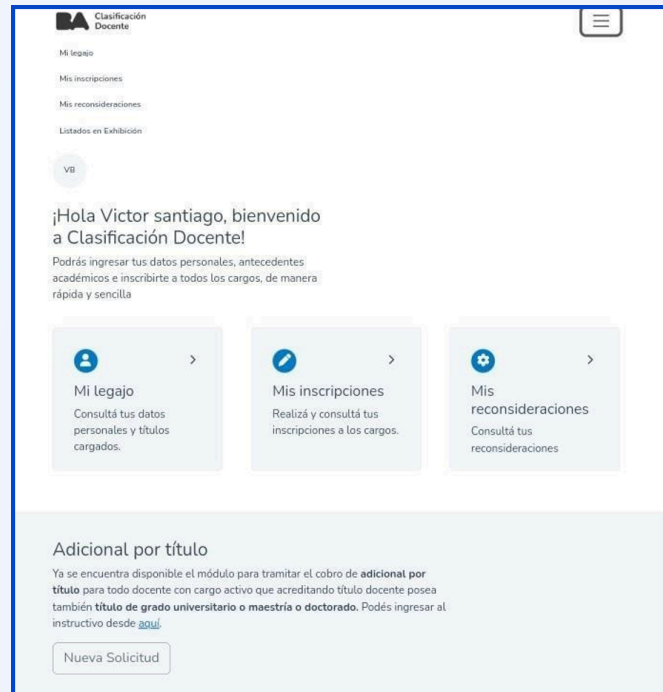 BA Clasificación
Docente
Mi legajo
Mis inscripciones
Mis reconsideraciones
Listados en Exhibición
VB
¡Hola Victor santiago, bienvenido
a Clasificación Docente!
Podrás ingresar tus datos personales, antecedentes
académicos e inscribirte a todos los cargos, de manera
rápida y sencilla
Mi legajo
Consultá tus datos
personales y títulos
cargados.
Mis inscripciones
Realizá y consultá tus
inscripciones a los cargos.
Mis
reconsideraciones
Consultá tus
reconsideraciones
Adicional por título
Ya se encuentra disponible el módulo para tramitar el cobro de adicional por
título para todo docente con cargo activo que acreditando título docente posea
también título de grado universitario o maestría o doctorado. Podés ingresar al
instructivo desde aquí.
Nueva Solicitud